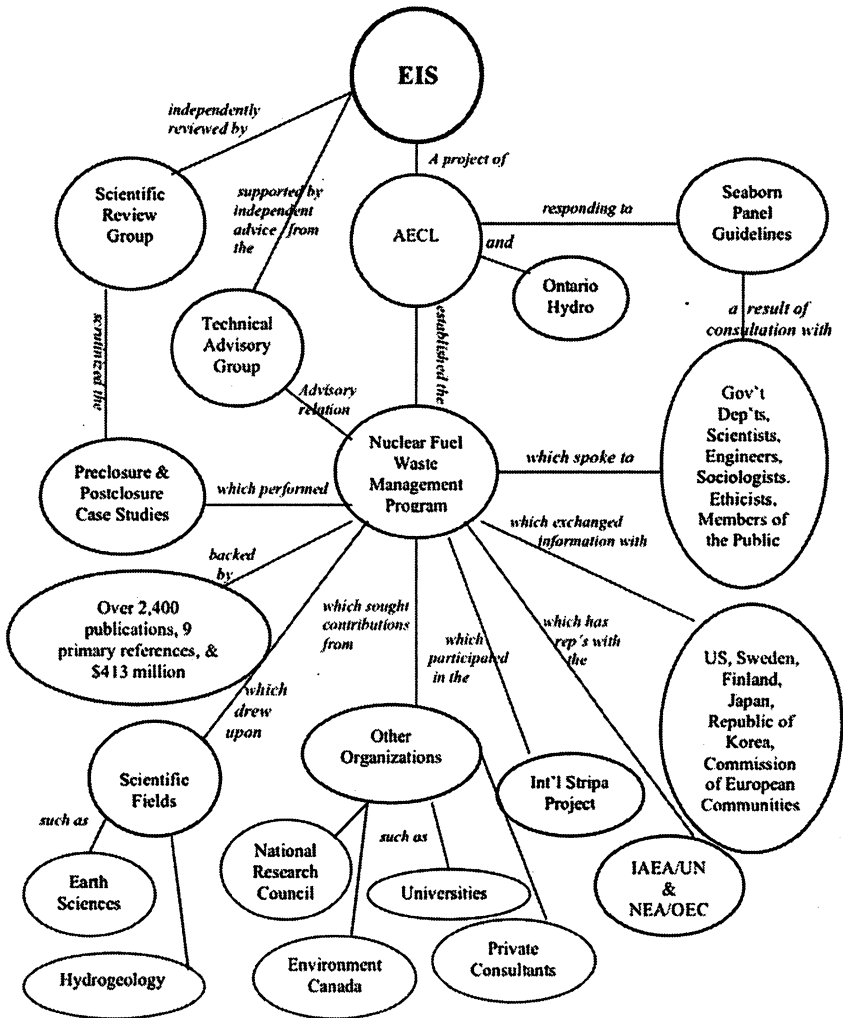 EIS
independently
reviewed by
A project of
Scientific
Review
Group
supported by
independent
advice from
the
AECL
responding to
Seaborn
Panel
Guidelines
and
Ontario
Hydro
a result of
consultation with
scrutinized the
Technical
Advisory
Group
established the
Advisory
relation
Gov't
Dep'ts,
Scientists,
Engineers,
Sociologists.
Ethicists,
Members of
the Public
Nuclear Fuel
Waste
Management
Program
which spoke to
Preclosure &
Postclosure
Case Studies
which performed
which exchanged
information with
backed
by
Over 2,400
publications, 9
primary references, &
$413 million
which sought
contributions
from
which
participated
in the
which has
rep's with
the
US, Sweden,
Finland,
Japan,
Republic of
Korea,
Commission
of European
Communities
which
drew
upon
Scientific
Fields
Other
Organizations
Int'l Stripa
Project
such as
Earth
Sciences
National
Research
Council
such as
Universities
IAEA/UN
&
NEA/OEC
Hydrogeology
Environment
Canada
Private
Consultants